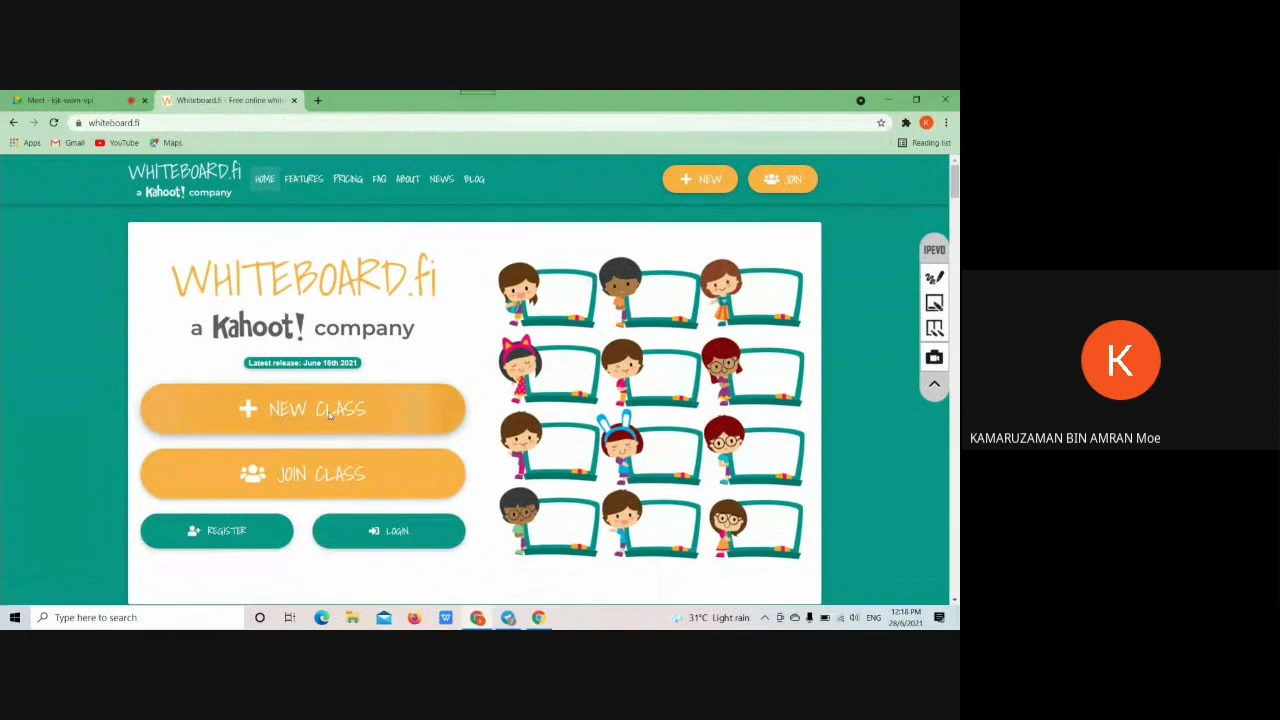 Meet - kjk-worn-vpi
Whiteboard.fi - Free online white
whiteboard.fi
K
Apps
Gmail
YouTube
Maps
Reading list
WHITEBOARD.fi
a Kahoot! company
HOME
FEATURES
PRICING
FAQ
ABOUT
NEWS
BLOG
NEW
JOIN
IPEVO
WHITEBOARD.fi
a Kahoot! company
Latest release: June 16th 2021
NEW CLASS
JOIN CLASS
REGISTER
LOGIN
K
KAMARUZAMAN BIN AMRAN Moe
Type here to search
31°C Light rain
ENG
12:18 PM
28/6/2021